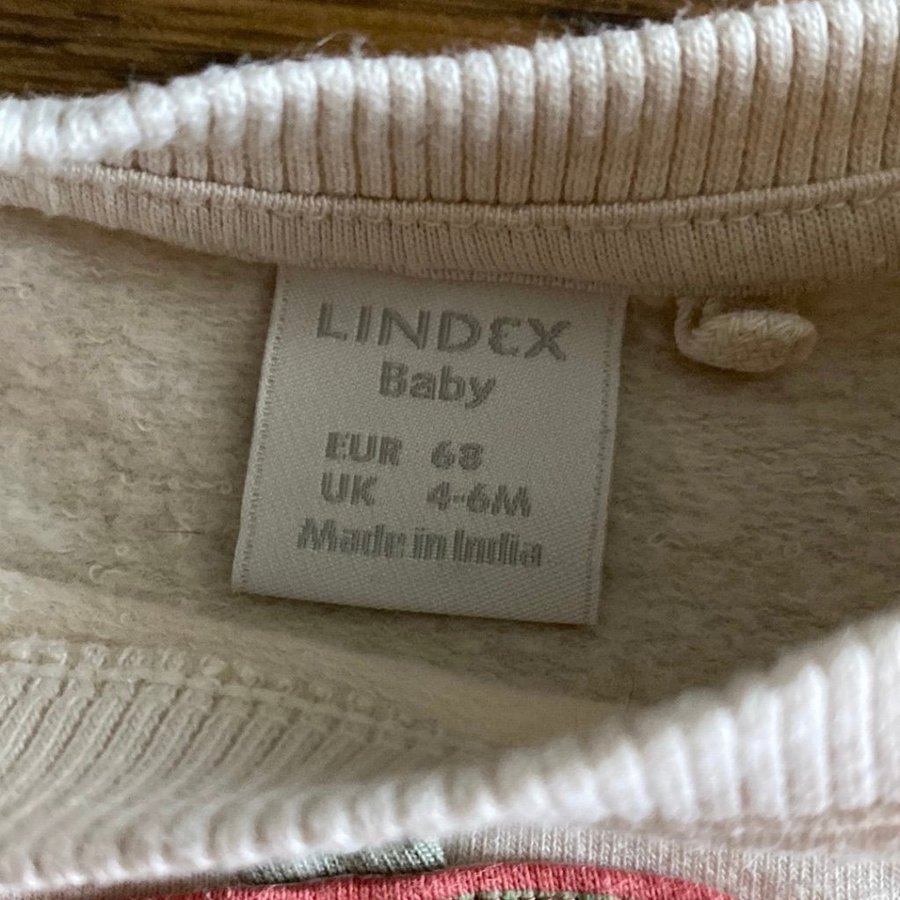 LINDEX
Baby
EUR 68
UK 4-6M
Made in India